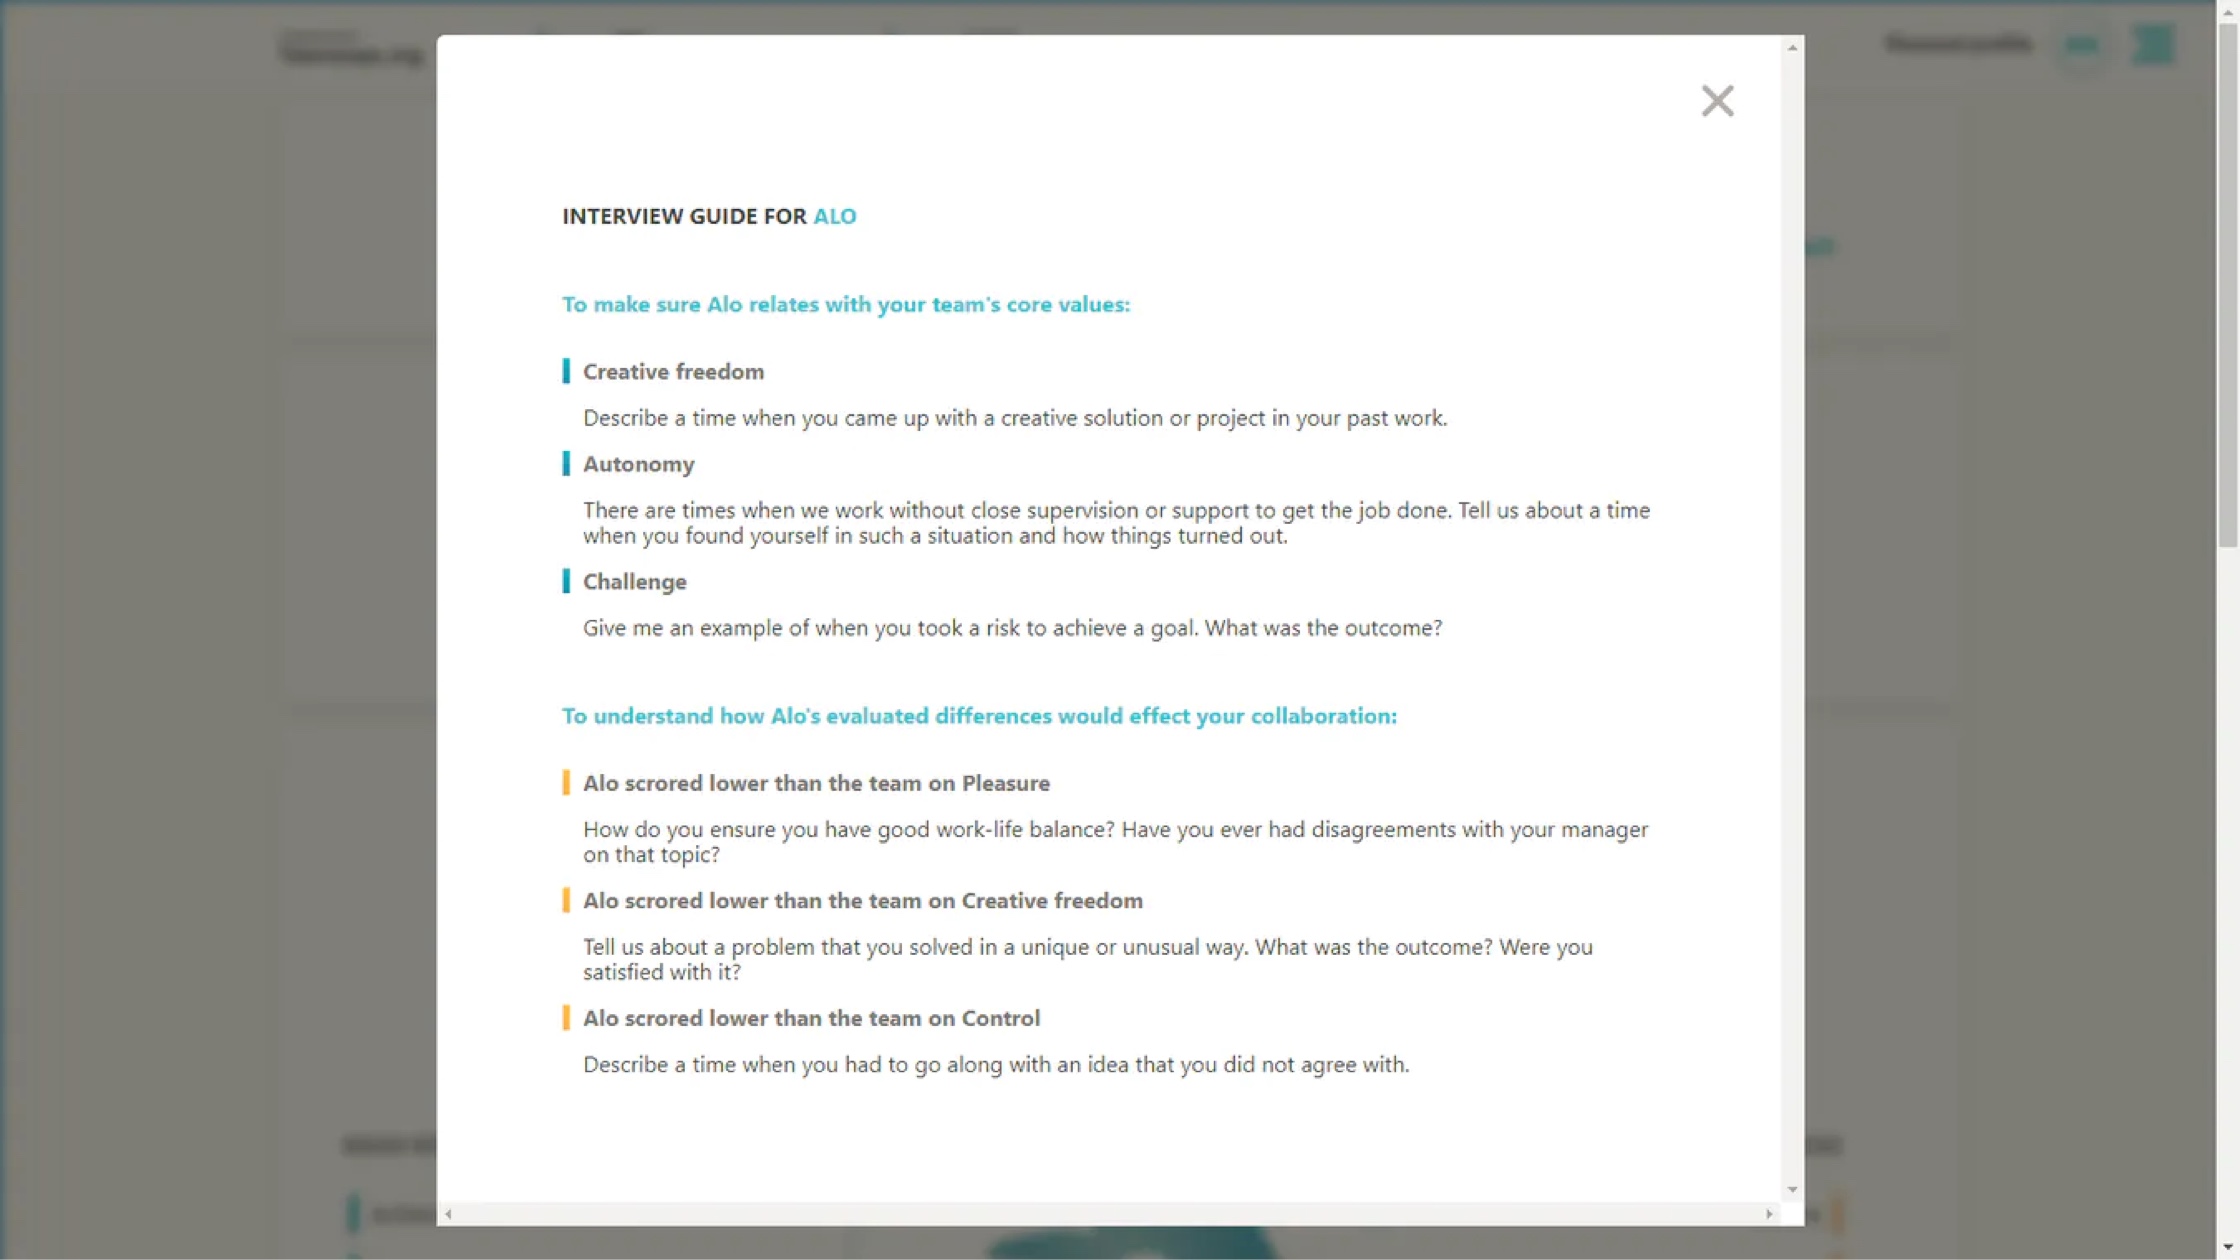 INTERVIEW GUIDE FOR ALO
To make sure Alo relates with your team's core values:
Creative freedom
Describe a time when you came up with a creative solution or project in your past work.
Autonomy
There are times when we work without close supervision or support to get the job done. Tell us about a time
when you found yourself in such a situation and how things turned out.
Challenge
Give me an example of when you took a risk to achieve a goal. What was the outcome?
To understand how Alo's evaluated differences would effect your collaboration:
Alo scrored lower than the team on Pleasure
How do you ensure you have good work-life balance? Have you ever had disagreements with your manager
on that topic?
Alo scrored lower than the team on Creative freedom
Tell us about a problem that you solved in a unique or unusual way. What was the outcome? Were you
satisfied with it?
Alo scrored lower than the team on Control
Describe a time when you had to go along with an idea that you did not agree with.